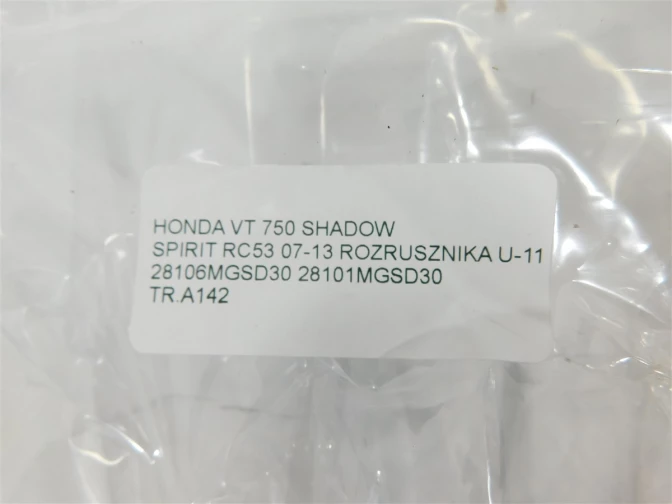 HONDA VT 750 SHADOW
SPIRIT RC53 07-13 ROZRUSZNIKA U-11
28106MGSD30 28101MGSD30
TR.A142